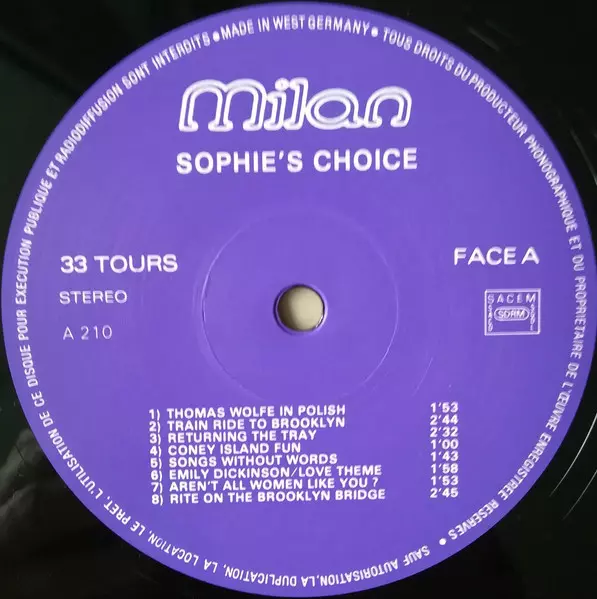 TOUS DROITS DU PRODUCTEUR PHONOGRAPHIQUE ET DU PROPRIETAIRE DE L'ŒUVRE ENREGISTREE RESERVES • SAUF AUTORISATION, LA DUPLICATION, LA LOCATION, LE PRET, L'UTILISATION DE CE DISQUE POUR EXECUTION PUBLIQUE ET RADIODIFFUSION SONT INTERDITS • MADE IN WEST GERMANY •
milan
SOPHIE'S CHOICE
33 TOURS
FACE A
STEREO
SACEM
SDRM
A 210
1) THOMAS WOLFE IN POLISH 1'53
2) TRAIN RIDE TO BROOKLYN 2'44
3) RETURNING THE TRAY 2'32
4) CONEY ISLAND FUN 1'00
5) SONGS WITHOUT WORDS 1'43
6) EMILY DICKINSON/LOVE THEME 1'58
7) AREN'T ALL WOMEN LIKE YOU ? 1'53
8) RITE ON THE BROOKLYN BRIDGE 2'45